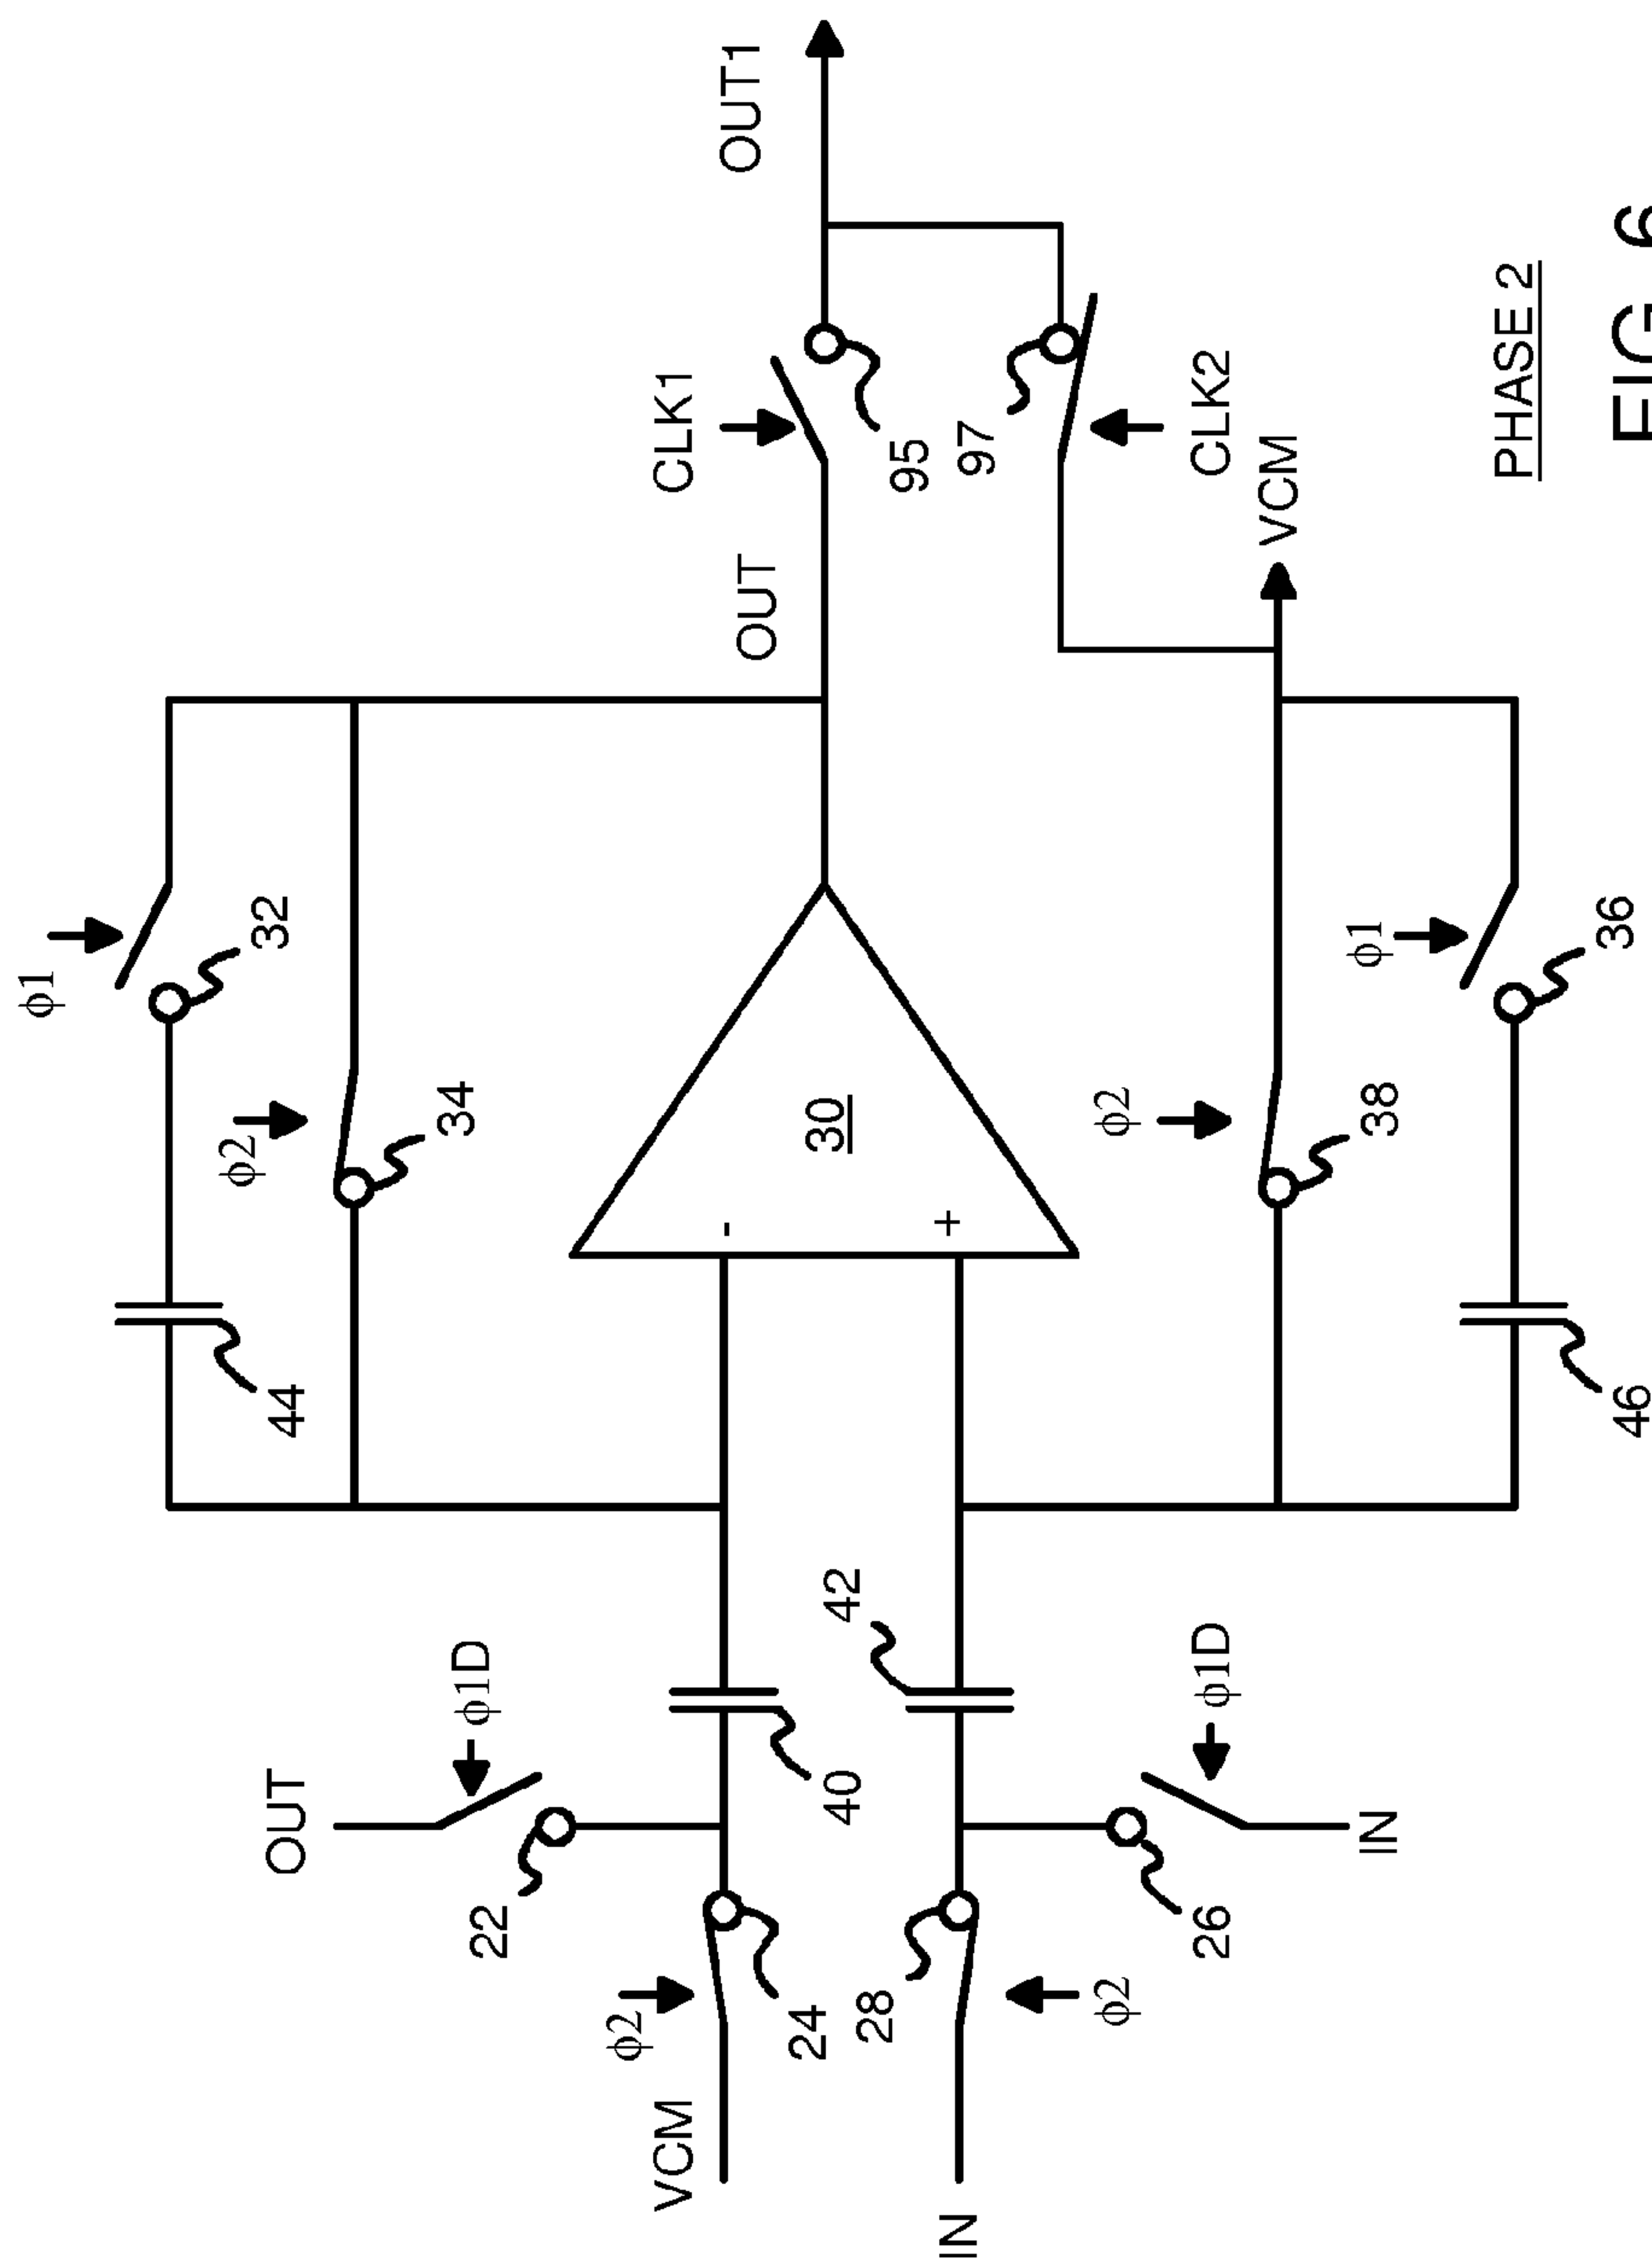 φ1
32
44
φ2
34
OUT
φ1D
22
VCM
φ2
24
40
-
30
+
OUT
CLK1
95
OUT1
42
28
IN
φ2
97
CLK2
VCM
φ1D
26
IN
φ2
38
φ1
36
46
PHASE 2
FIG. 6